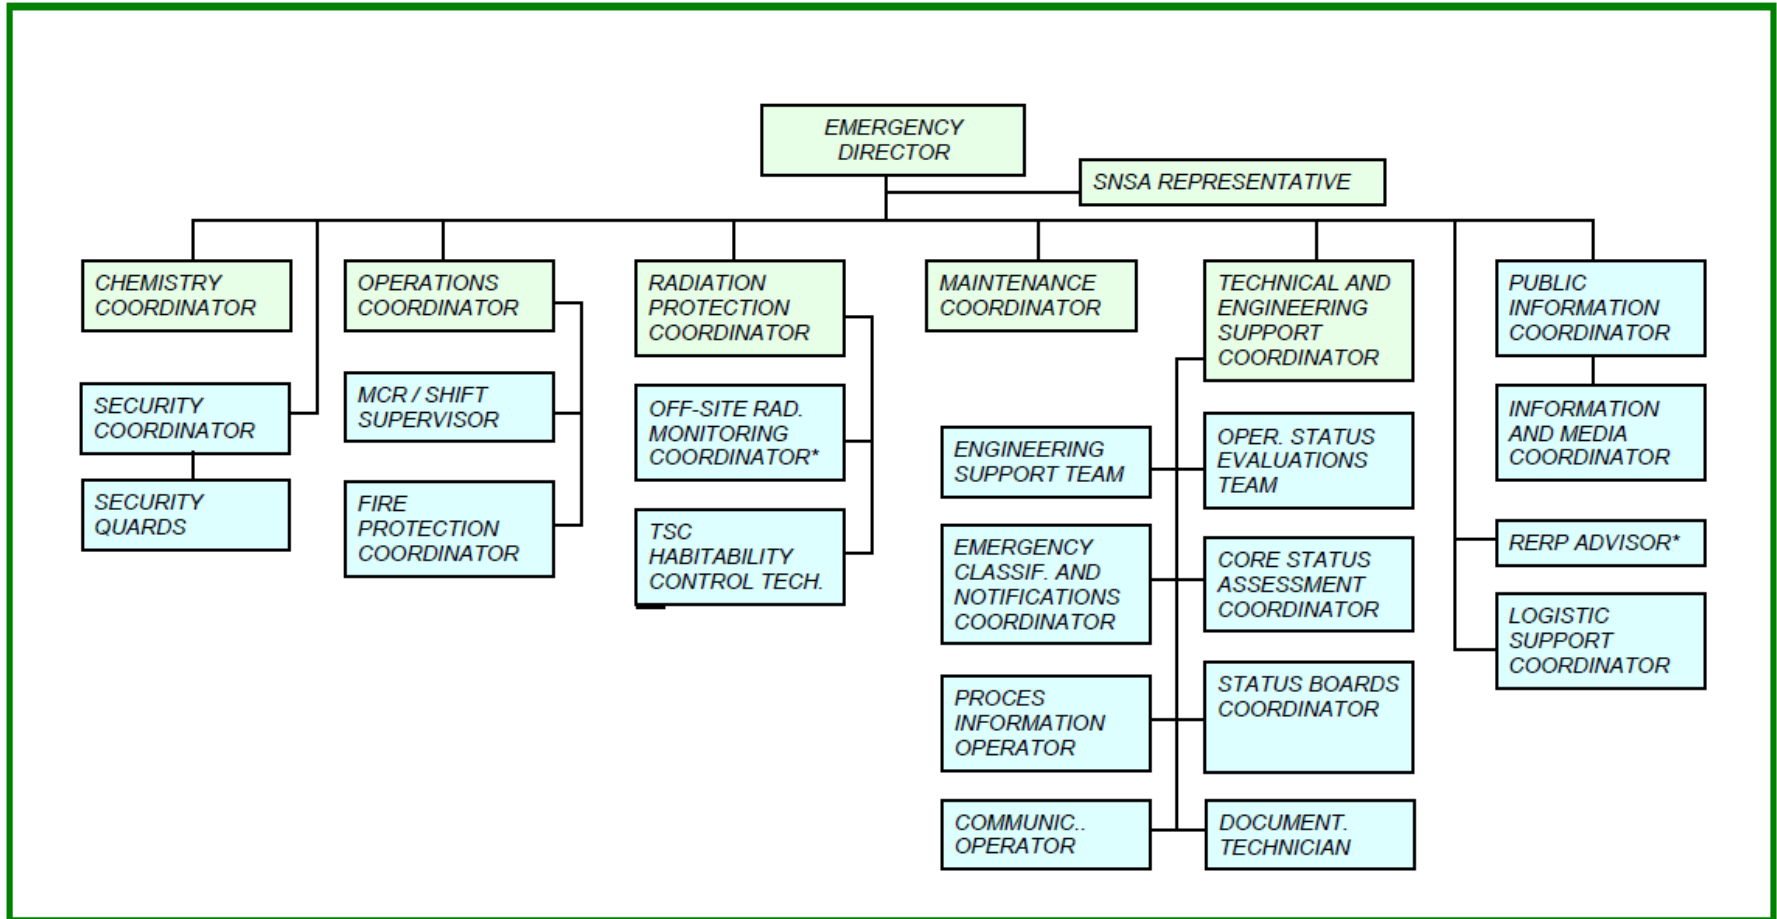 EMERGENCY
DIRECTOR
SNSA REPRESENTATIVE
CHEMISTRY
COORDINATOR
SECURITY
COORDINATOR
SECURITY
QUARDS
OPERATIONS
COORDINATOR
MCR / SHIFT
SUPERVISOR
FIRE
PROTECTION
COORDINATOR
RADIATION
PROTECTION
COORDINATOR
OFF-SITE RAD.
MONITORING
COORDINATOR*
TSC
HABITABILITY
CONTROL TECH.
MAINTENANCE
COORDINATOR
TECHNICAL AND
ENGINEERING
SUPPORT
COORDINATOR
ENGINEERING
SUPPORT TEAM
OPER. STATUS
EVALUATIONS
TEAM
EMERGENCY
CLASSIF. AND
NOTIFICATIONS
COORDINATOR
CORE STATUS
ASSESSMENT
COORDINATOR
PROCES
INFORMATION
OPERATOR
STATUS BOARDS
COORDINATOR
COMMUNIC..
OPERATOR
DOCUMENT.
TECHNICIAN
PUBLIC
INFORMATION
COORDINATOR
INFORMATION
AND MEDIA
COORDINATOR
RERP ADVISOR*
LOGISTIC
SUPPORT
COORDINATOR